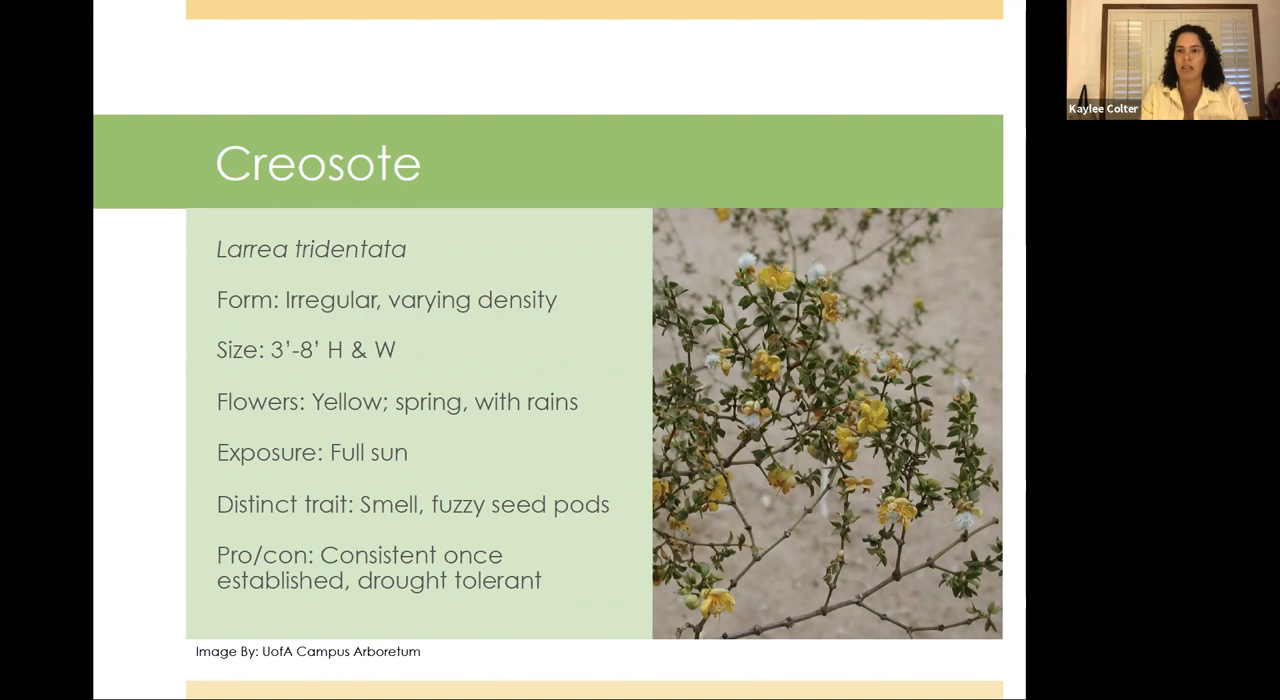 Creosote
Larrea tridentata
Form: Irregular, varying density
Size: 3'-8' H & W
Flowers: Yellow; spring, with rains
Exposure: Full sun
Distinct trait: Smell, fuzzy seed pods
Pro/con: Consistent once
established, drought tolerant
Image By: UofA Campus Arboretum
Kaylee Colter